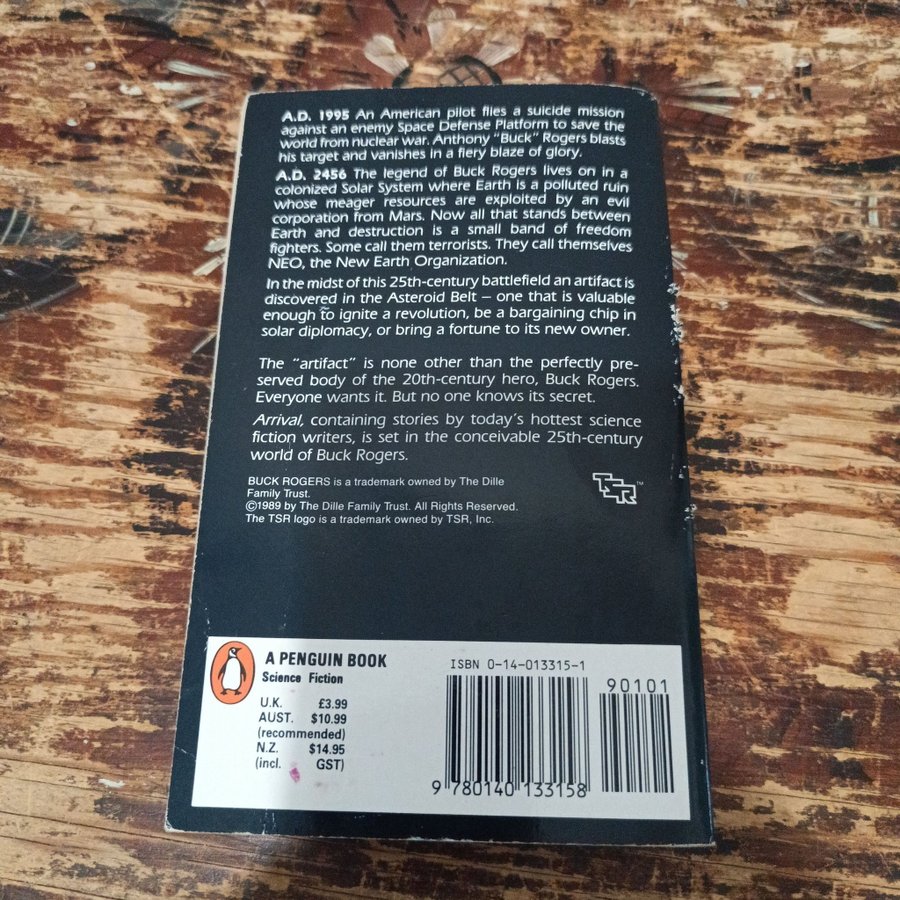 A.D. 1995 An American pilot flies a suicide mission
against an enemy Space Defense Platform to save the
world from nuclear war. Anthony "Buck" Rogers blasts
his target and vanishes in a fiery blaze of glory.
A.D. 2456 The legend of Buck Rogers lives on in a
colonized Solar System where Earth is a polluted ruin
whose meager resources are exploited by an evil
corporation from Mars. Now all that stands between
Earth and destruction is a small band of freedom
fighters. Some call them terrorists. They call themselves
NEO, the New Earth Organization.
In the midst of this 25th-century battlefield an artifact is
discovered in the Asteroid Belt – one that is valuable
enough to ignite a revolution, be a bargaining chip in
solar diplomacy, or bring a fortune to its new owner.
The "artifact" is none other than the perfectly pre-
served body of the 20th-century hero, Buck Rogers.
Everyone wants it. But no one knows its secret.
Arrival, containing stories by today's hottest science
fiction writers, is set in the conceivable 25th-century
world of Buck Rogers.
BUCK ROGERS is a trademark owned by The Dille
Family Trust.
©1989 by The Dille Family Trust. All Rights Reserved.
The TSR logo is a trademark owned by TSR, Inc.
TSR™
A PENGUIN BOOK
Science Fiction
U.K. £3.99
AUST. $10.99
(recommended)
N.Z. $14.95
(incl. GST)
ISBN 0-14-013315-1
90101
9 780140 133158